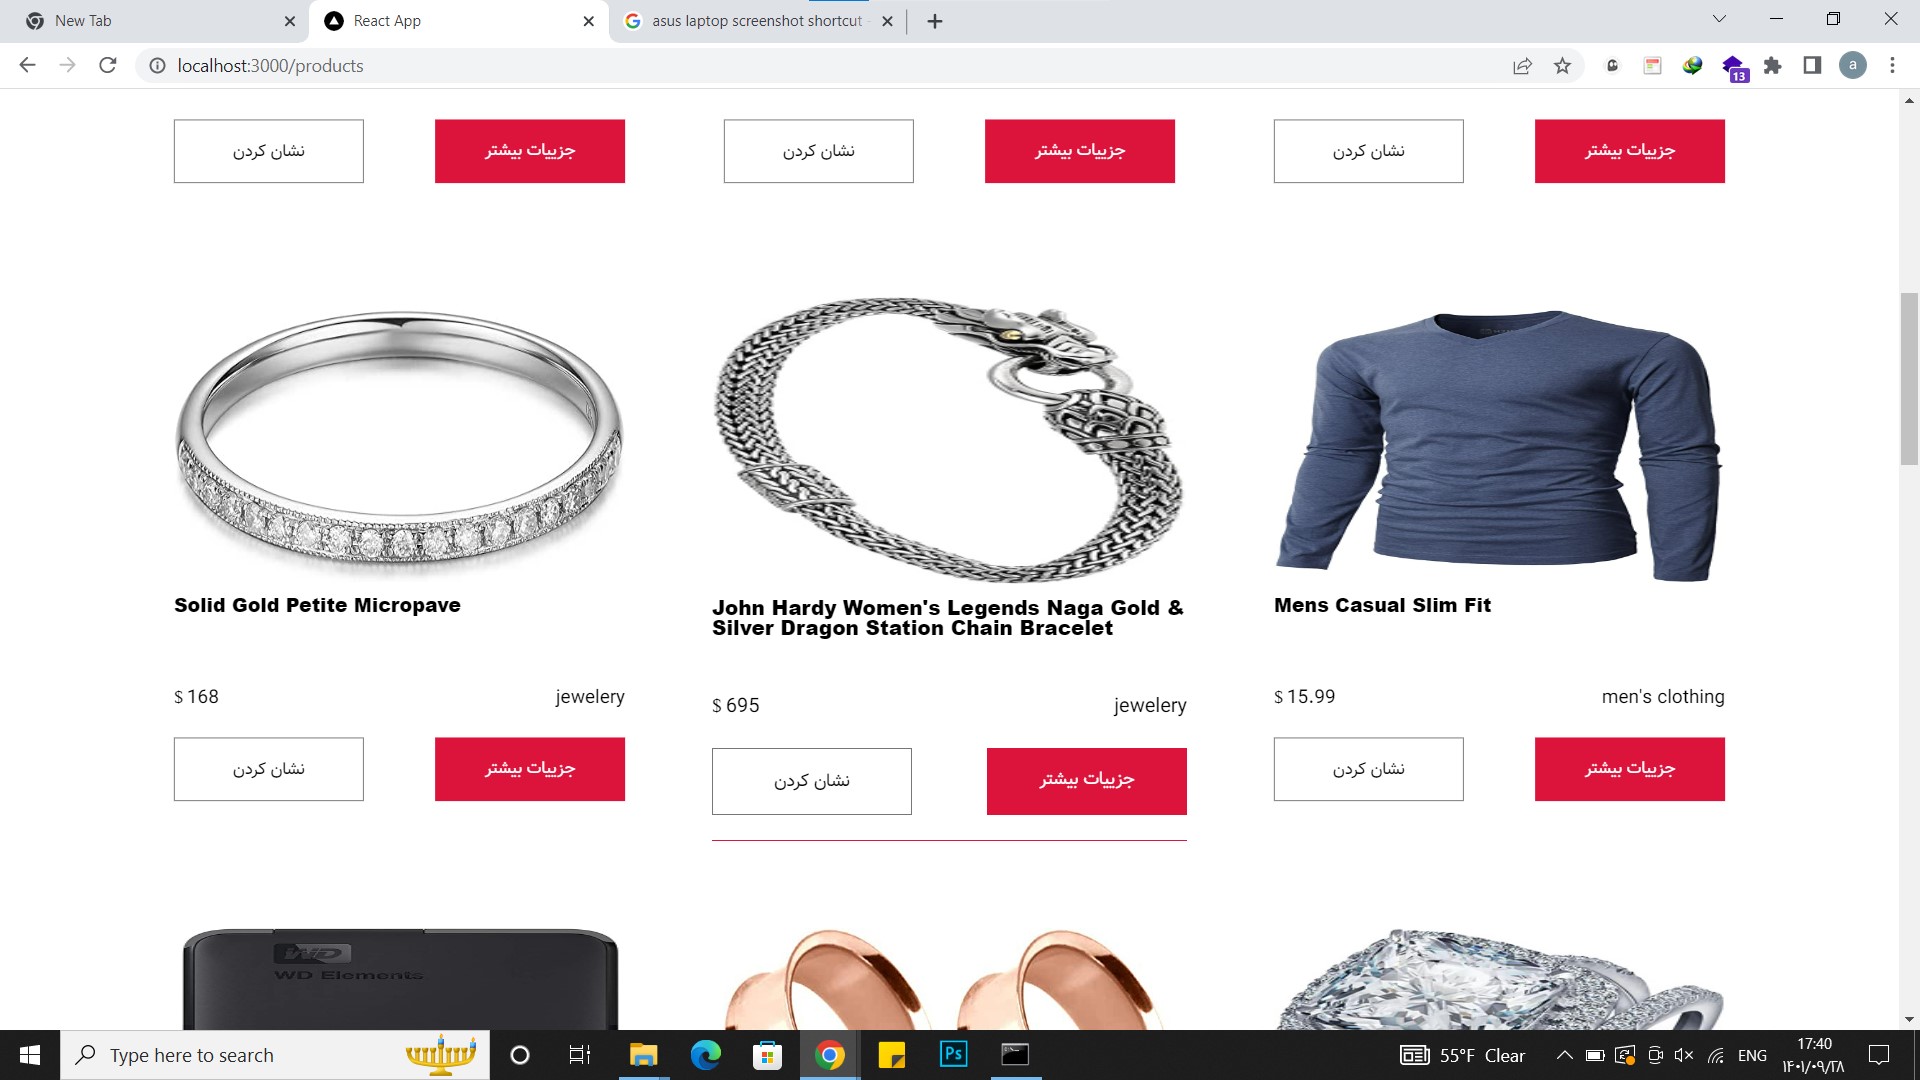 New Tab
React App
asus laptop screenshot shortcut
localhost:3000/products
13
a
نشان کردن
جزییات بیشتر
نشان کردن
جزییات بیشتر
نشان کردن
جزییات بیشتر
Solid Gold Petite Micropave
$ 168
jewelery
نشان کردن
جزییات بیشتر
John Hardy Women's Legends Naga Gold &
Silver Dragon Station Chain Bracelet
$ 695
jewelery
نشان کردن
جزییات بیشتر
Mens Casual Slim Fit
$ 15.99
men's clothing
نشان کردن
جزییات بیشتر
WD
WD Elements
Type here to search
Ps
55°F Clear
ENG
17:40
۱۴۰۱/۰۹/۲۸